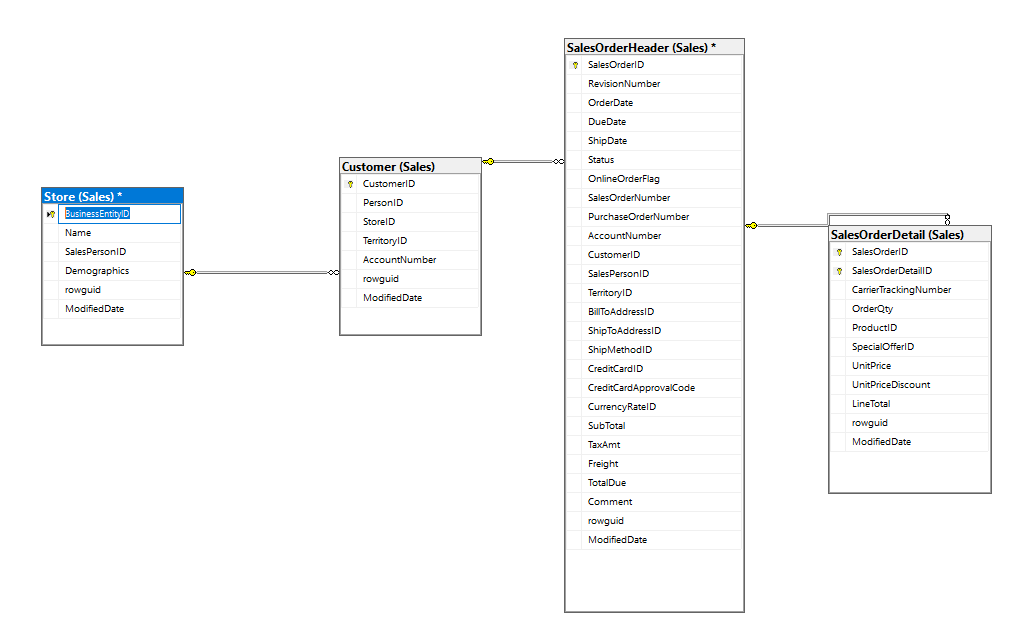 Store (Sales) *
BusinessEntityID
Name
SalesPersonID
Demographics
rowguid
ModifiedDate
Customer (Sales)
CustomerID
PersonID
StoreID
TerritoryID
AccountNumber
rowguid
ModifiedDate
SalesOrderHeader (Sales) *
SalesOrderID
RevisionNumber
OrderDate
DueDate
ShipDate
Status
OnlineOrderFlag
SalesOrderNumber
PurchaseOrderNumber
AccountNumber
CustomerID
SalesPersonID
TerritoryID
BillToAddressID
ShipToAddressID
ShipMethodID
CreditCardID
CreditCardApprovalCode
CurrencyRateID
SubTotal
TaxAmt
Freight
TotalDue
Comment
rowguid
ModifiedDate
SalesOrderDetail (Sales)
SalesOrderID
SalesOrderDetailID
CarrierTrackingNumber
OrderQty
ProductID
SpecialOfferID
UnitPrice
UnitPriceDiscount
LineTotal
rowguid
ModifiedDate